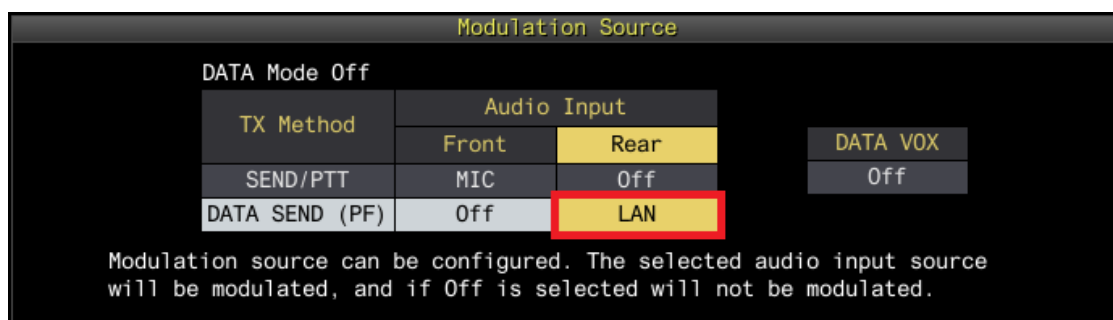 Modulation Source
DATA Mode Off
TX Method
Audio Input
Front
Rear
DATA VOX
SEND/PTT
MIC
Off
Off
DATA SEND (PF)
Off
LAN
Modulation source can be configured. The selected audio input source
will be modulated, and if Off is selected will not be modulated.